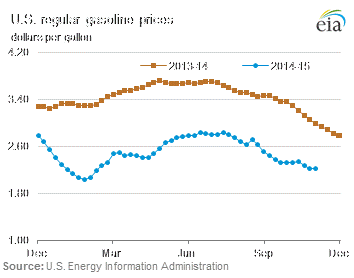 U.S. regular gasoline prices
dollars per gallon
eia
4.20
2013-14
2014-15
3.40
2.60
1.80
1.00
Dec
Mar
Jun
Sep
Dec
Source: U.S. Energy Information Administration